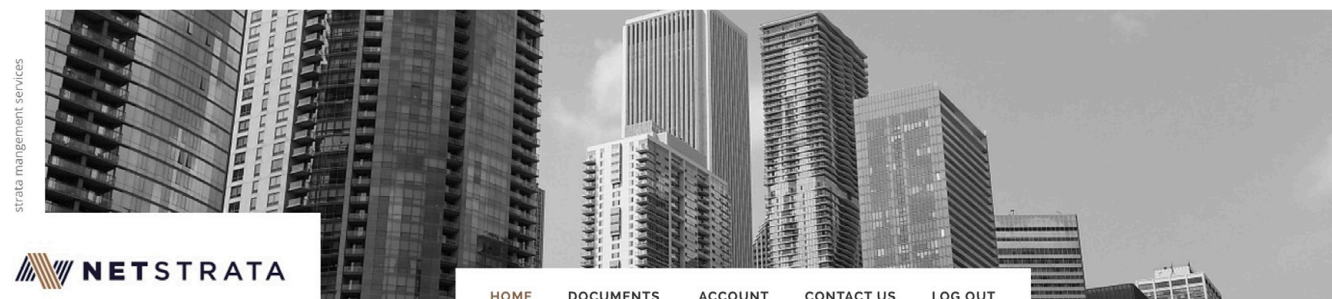 strata mangement services
NETSTRATA
HOME DOCUMENTS ACCOUNT CONTACT US LOG OUT